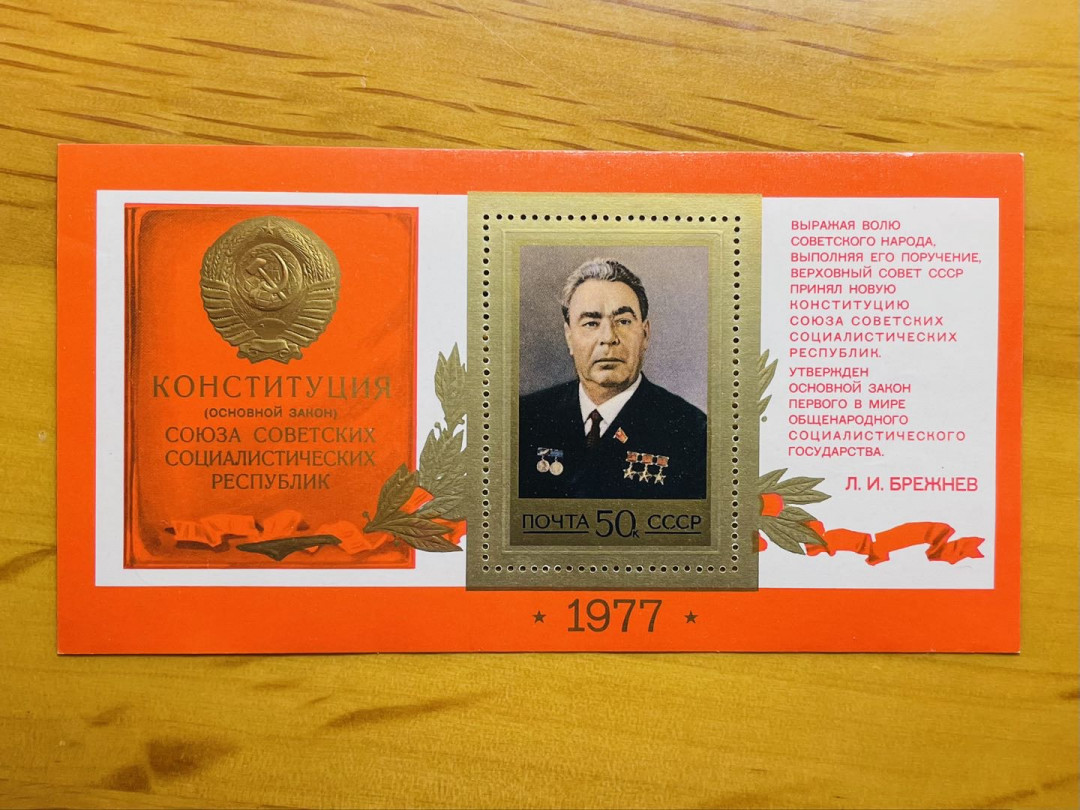 КОНСТИТУЦИЯ
(ОСНОВНОЙ ЗАКОН)
СОЮЗА СОВЕТСКИХ
СОЦИАЛИСТИЧЕСКИХ
РЕСПУБЛИК
ПОЧТА 50к СССР
ВЫРАЖАЯ ВОЛЮ
СОВЕТСКОГО НАРОДА,
ВЫПОЛНЯЯ ЕГО ПОРУЧЕНИЕ,
ВЕРХОВНЫЙ СОВЕТ СССР
ПРИНЯЛ НОВУЮ
КОНСТИТУЦИЮ
СОЮЗА СОВЕТСКИХ
СОЦИАЛИСТИЧЕСКИХ
РЕСПУБЛИК.
УТВЕРЖДЕН
ОСНОВНОЙ ЗАКОН
ПЕРВОГО В МИРЕ
ОБЩЕНАРОДНОГО
СОЦИАЛИСТИЧЕСКОГО
ГОСУДАРСТВА.
Л. И. БРЕЖНЕВ
★ 1977 ★